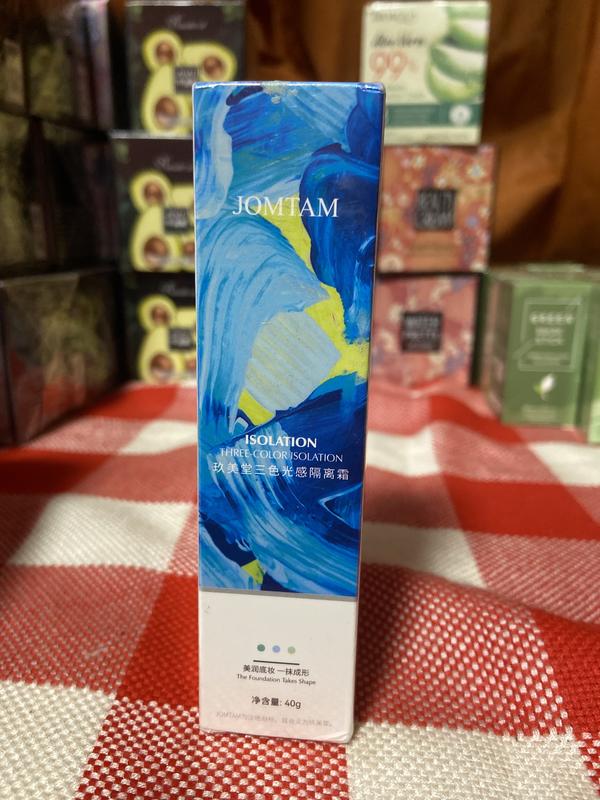 JOMTAM
ISOLATION
THREE-COLOR ISOLATION
玖美堂三色光感隔离霜
美润底妆 一抹成形
The Foundation Takes Shape
净含量: 40g
99%